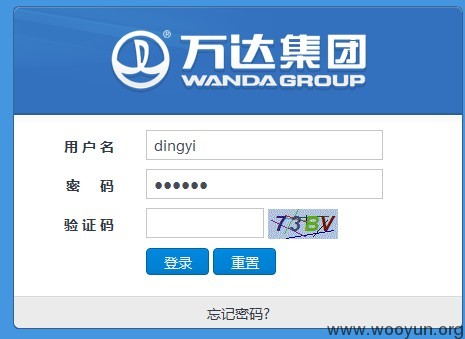 万达集团®
WANDA GROUP
用户名 dingyi
密 码 ●●●●●●
验证码 73BV
登录 重置
忘记密码?
www.wooyun.org